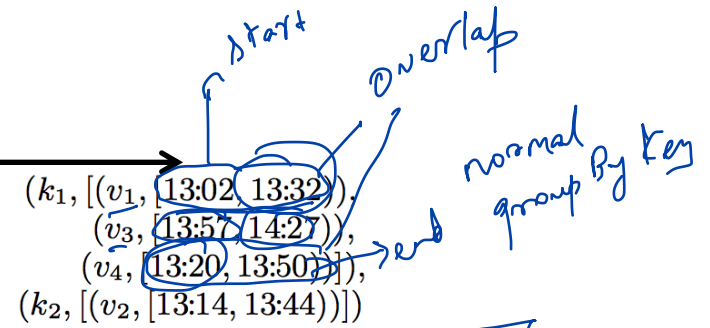 start
overlap
normal
group By Key
(k₁, [(v₁, [13:02, 13:32)),
(v₃, [13:57, 14:27)),
end
(v₄, [13:20, 13:50))]),
(k₂, [(v₂, [13:14, 13:44))])